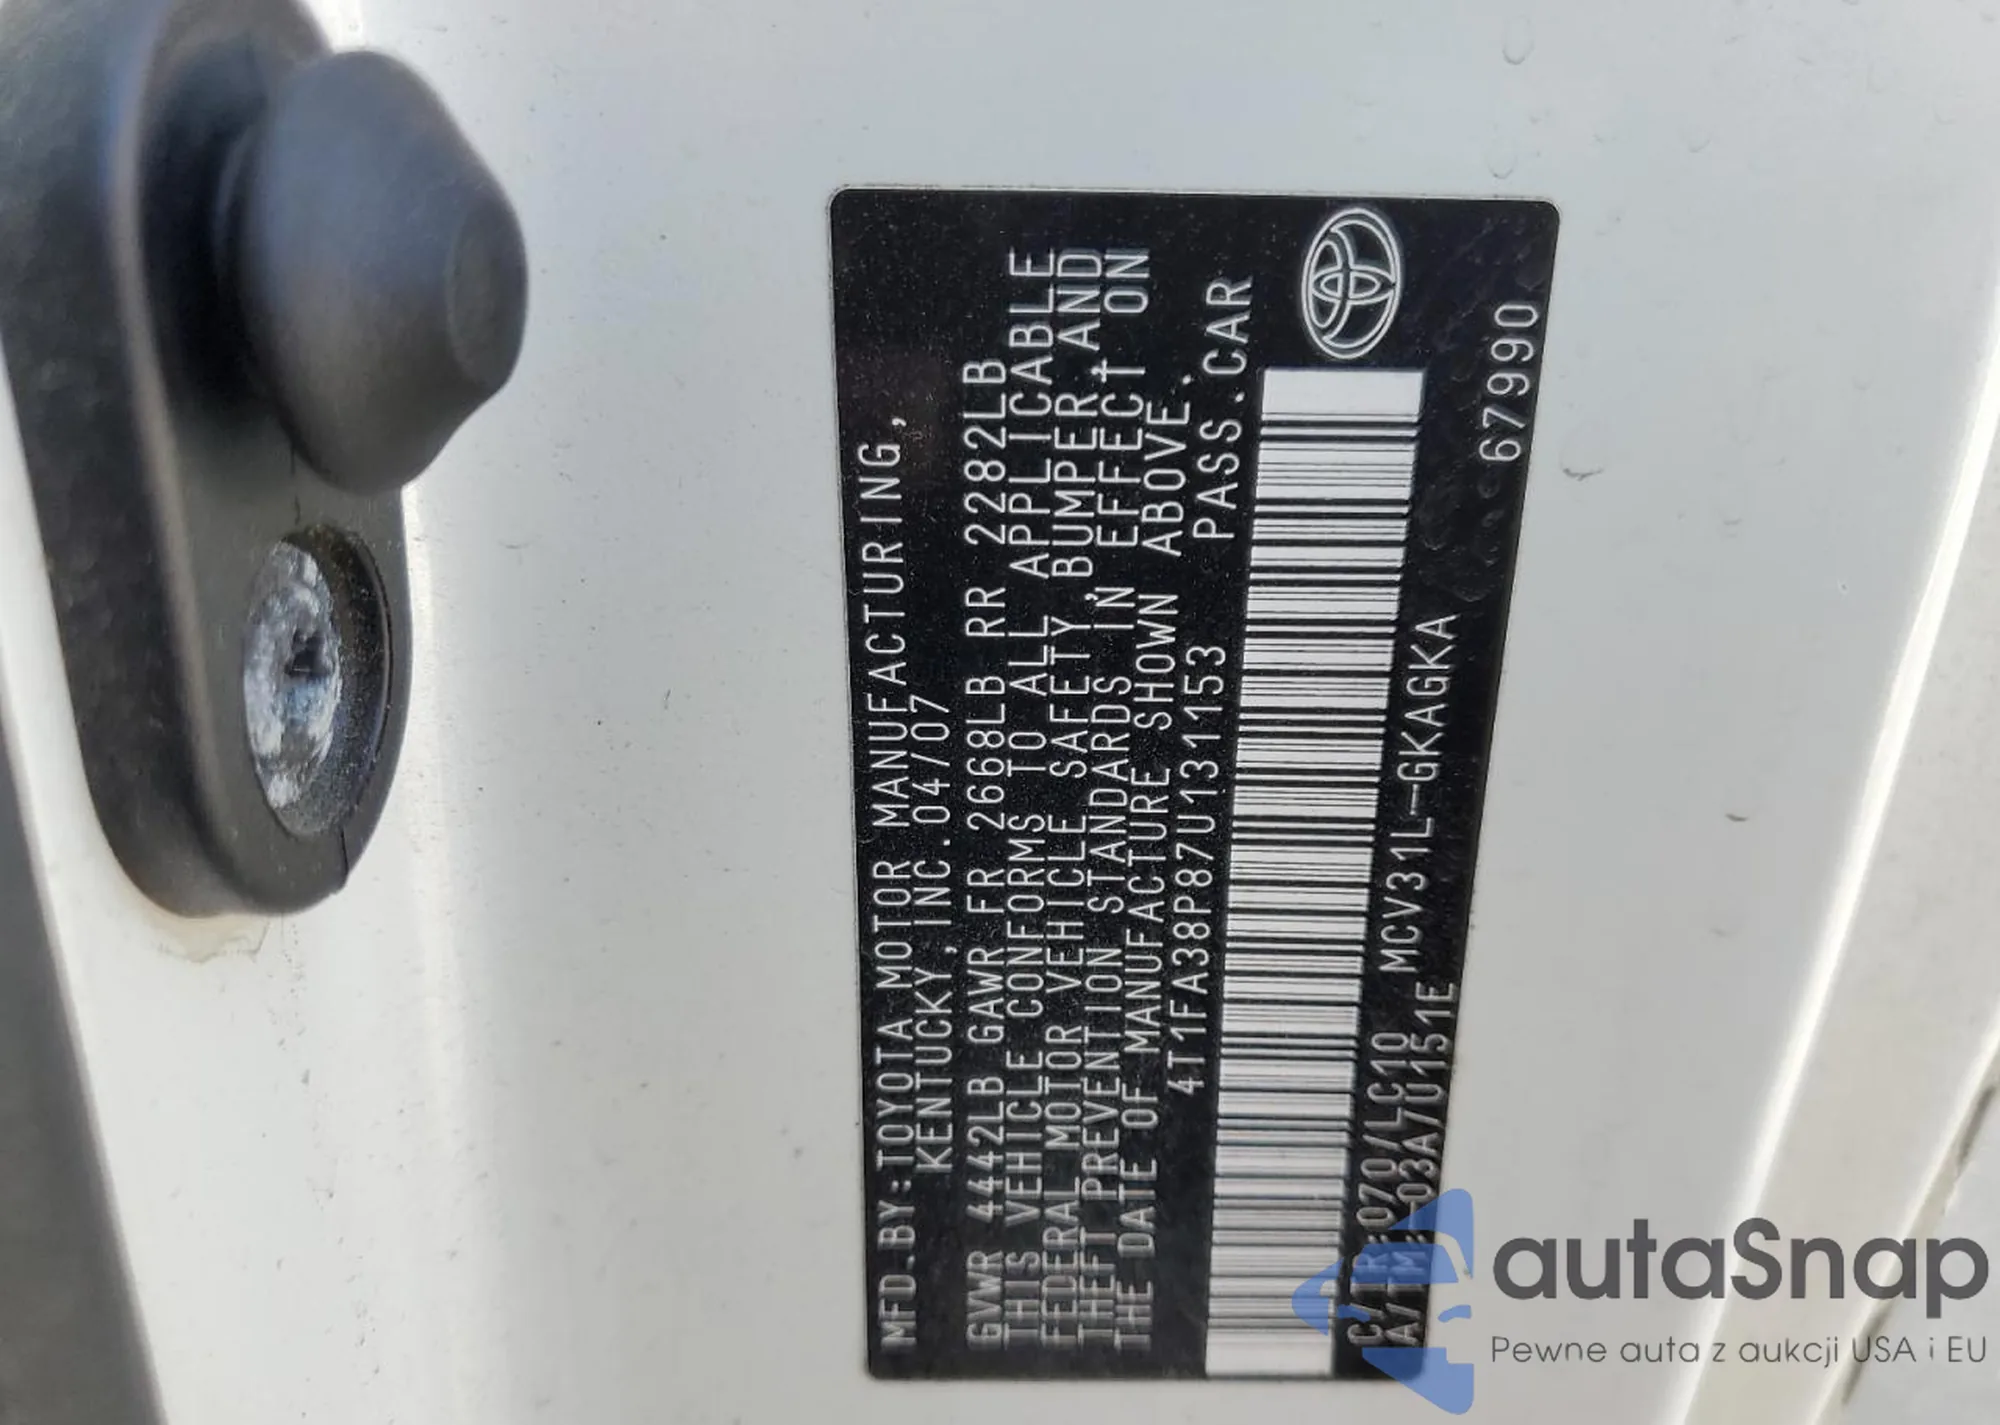 MFD.BY:TOYOTA MOTOR MANUFACTURING,
KENTUCKY,INC.04/07
GVWR 4442LB GAWR FR 2668LB RR 2282LB
THIS VEHICLE CONFORMS TO ALL APPLICABLE
FEDERAL MOTOR VEHICLE SAFETY,BUMPER,AND
THEFT PREVENTION STANDARDS IN EFFECT ON
THE DATE OF MANUFACTURE SHOWN ABOVE.
4T1FA38P87U131153 PASS.CAR
C/TR:070/LC10 MCV31L-GKAGKA
A/TM:-03A/U151E
67990
autaSnap
Pewne auta z aukcji USA i EU